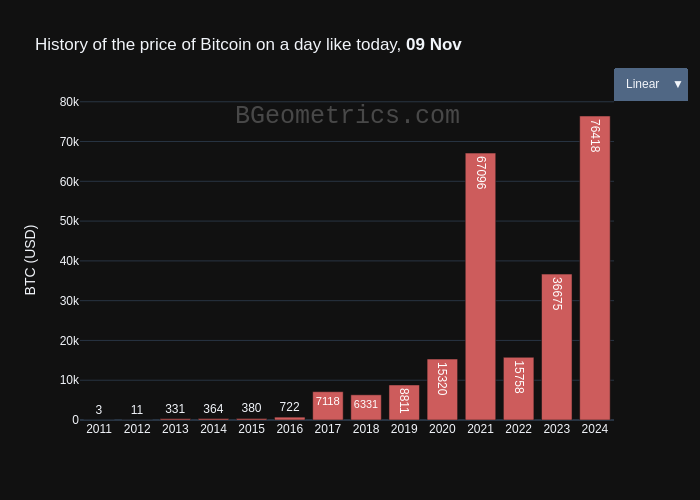 History of the price of Bitcoin on a day like today, 09 Nov
Linear ▼
BGeometrics.com
BTC (USD)
80k
70k
60k
50k
40k
30k
20k
10k
0
3
11
331
364
380
722
7118
6331
8811
15320
67096
15758
36675
76418
2011 2012 2013 2014 2015 2016 2017 2018 2019 2020 2021 2022 2023 2024